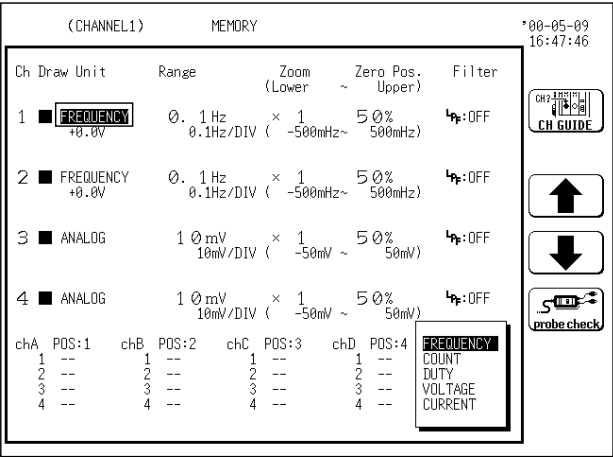 (CHANNEL1) MEMORY '00-05-09
16:47:46
Ch Draw Unit Range Zoom Zero Pos. Filter
(Lower ~ Upper)
1 ■ FREQUENCY 0. 1Hz × 1 50% LPF:OFF
+0.0V 0.1Hz/DIV ( -500mHz~ 500mHz)
2 ■ FREQUENCY 0. 1Hz × 1 50% LPF:OFF
+0.0V 0.1Hz/DIV ( -500mHz~ 500mHz)
3 ■ ANALOG 10mV × 1 50% LPF:OFF
10mV/DIV ( -50mV ~ 50mV)
4 ■ ANALOG 10mV × 1 50% LPF:OFF
10mV/DIV ( -50mV ~ 50mV)
chA POS:1 chB POS:2 chC POS:3 chD POS:4
1 -- 1 -- 1 -- 1 --
2 -- 2 -- 2 -- 2 --
3 -- 3 -- 3 -- 3 --
4 -- 4 -- 4 -- 4 --
FREQUENCY
COUNT
DUTY
VOLTAGE
CURRENT
CH?
CH GUIDE
probe check